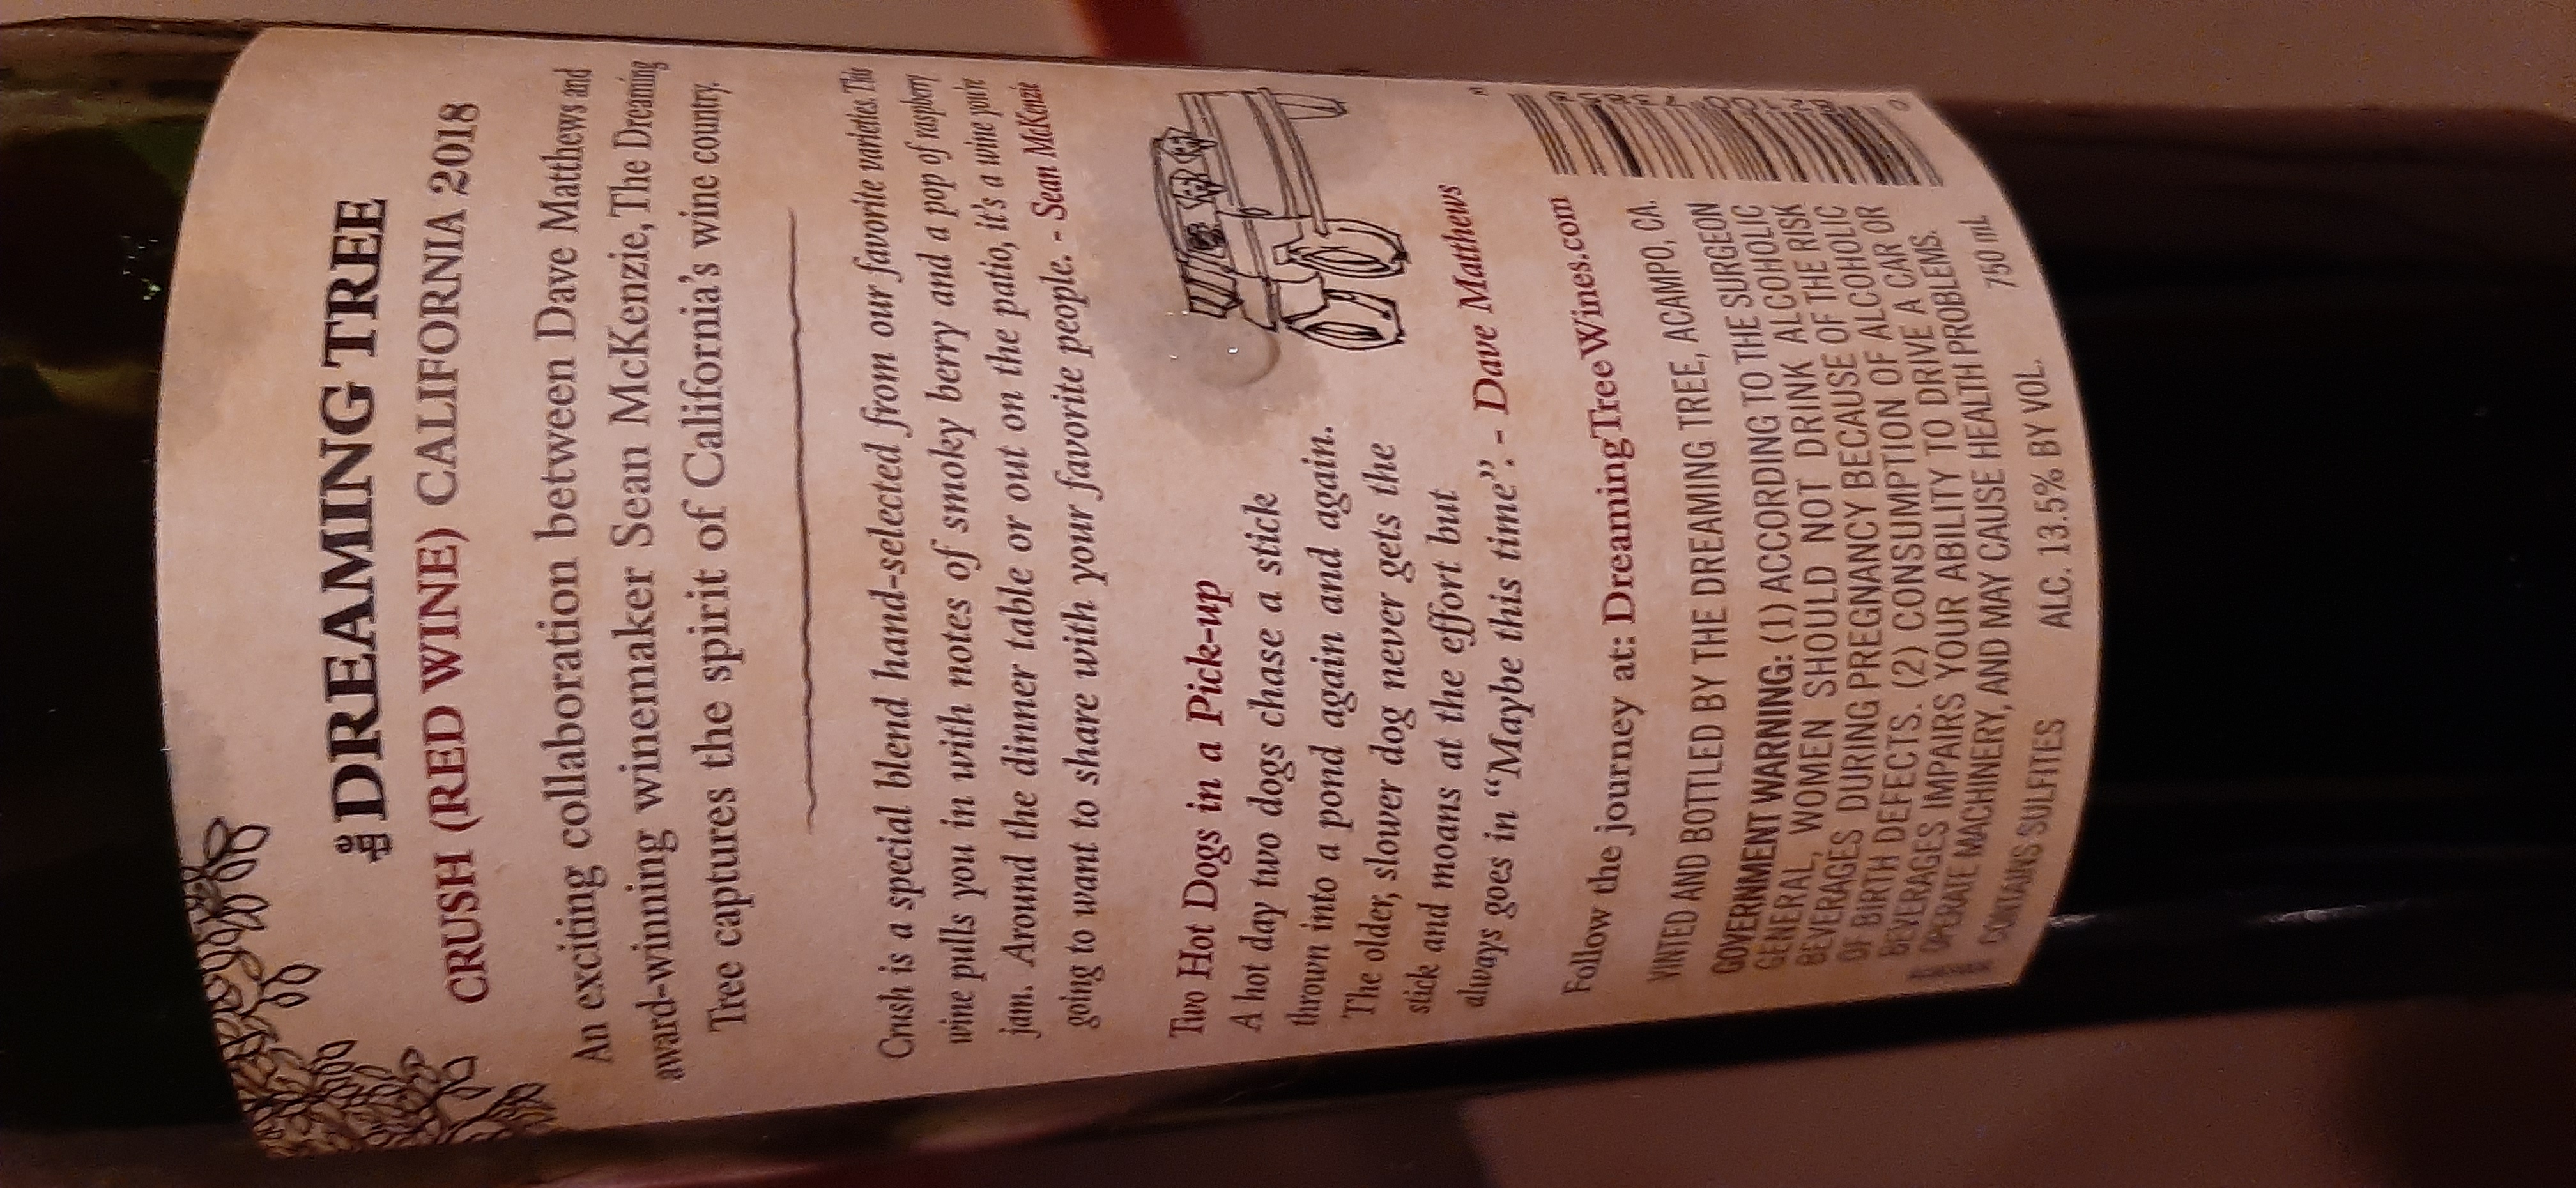 the DREAMING TREE
CRUSH (RED WINE) CALIFORNIA 2018
An exciting collaboration between Dave Matthews and
award-winning winemaker Sean McKenzie, The Dreaming
Tree captures the spirit of California's wine country.
Crush is a special blend hand-selected from our favorite varieties. This
wine pulls you in with notes of smokey berry and a pop of raspberry
jam. Around the dinner table or out on the patio, it's a wine you're
going to want to share with your favorite people. - Sean McKenzie
Two Hot Dogs in a Pick-up
A hot day two dogs chase a stick
thrown into a pond again and again.
The older, slower dog never gets the
stick and moans at the effort but
always goes in “Maybe this time”. - Dave Mathews
Follow the journey at: DreamingTreeWines.com
VINTED AND BOTTLED BY THE DREAMING TREE, ACAMPO, CA.
GOVERNMENT WARNING: (1) ACCORDING TO THE SURGEON
GENERAL, WOMEN SHOULD NOT DRINK ALCOHOLIC
BEVERAGES DURING PREGNANCY BECAUSE OF THE RISK
OF BIRTH DEFECTS. (2) CONSUMPTION OF ALCOHOLIC
BEVERAGES IMPAIRS YOUR ABILITY TO DRIVE A CAR OR
OPERATE MACHINERY, AND MAY CAUSE HEALTH PROBLEMS.
CONTAINS SULFITES ALC. 13.5% BY VOL. 750 mL